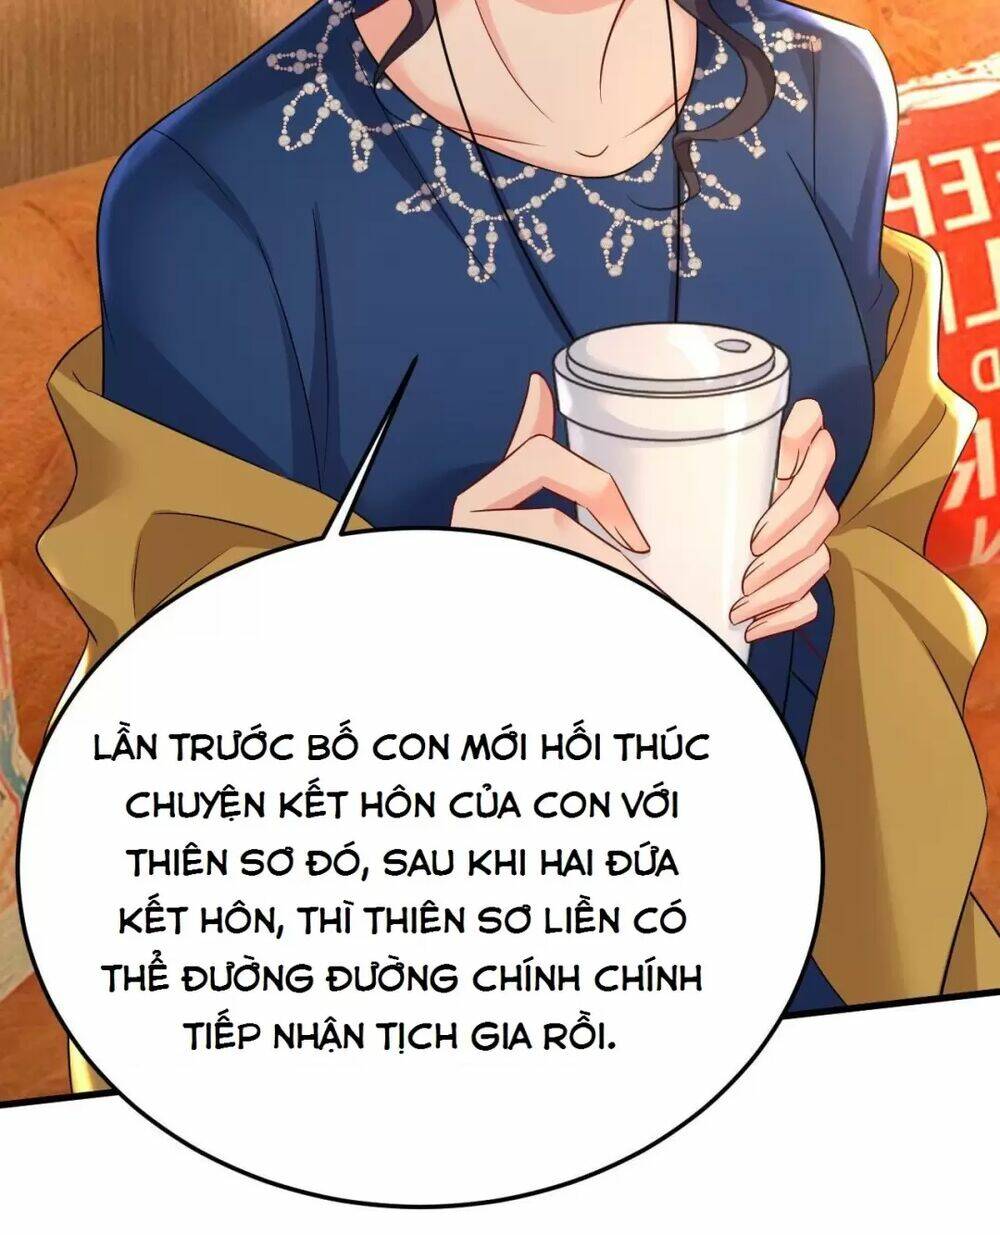 LẦN TRƯỚC BỐ CON MỚI HỐI THÚC
CHUYỆN KẾT HÔN CỦA CON VỚI
THIÊN SƠ ĐÓ, SAU KHI HAI ĐỨA
KẾT HÔN, THÌ THIÊN SƠ LIỀN CÓ
THỂ ĐƯỜNG ĐƯỜNG CHÍNH CHÍNH
TIẾP NHẬN TỊCH GIA RỒI.